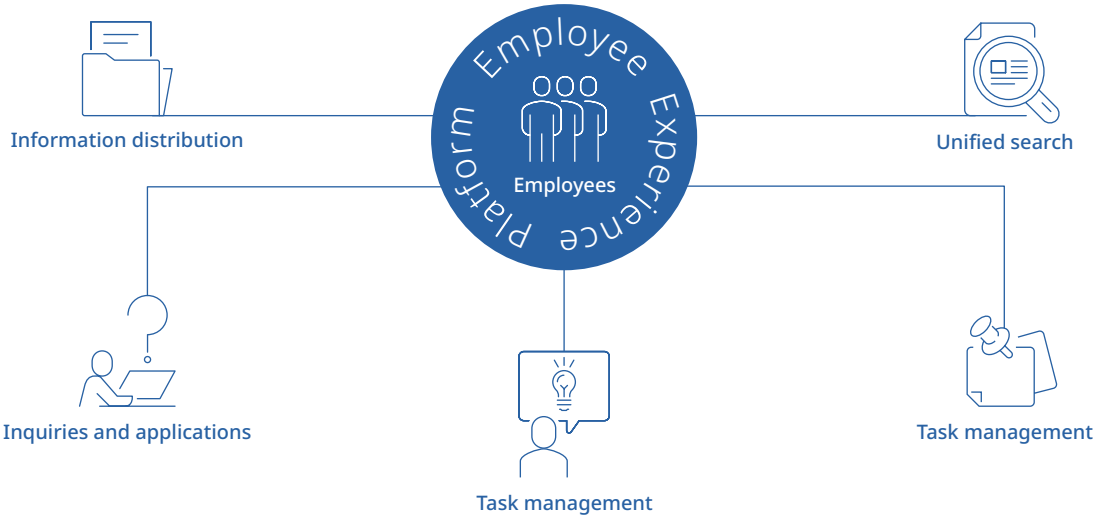 Employee Experience Platform
Employees
Information distribution
Unified search
Inquiries and applications
Task management
Task management